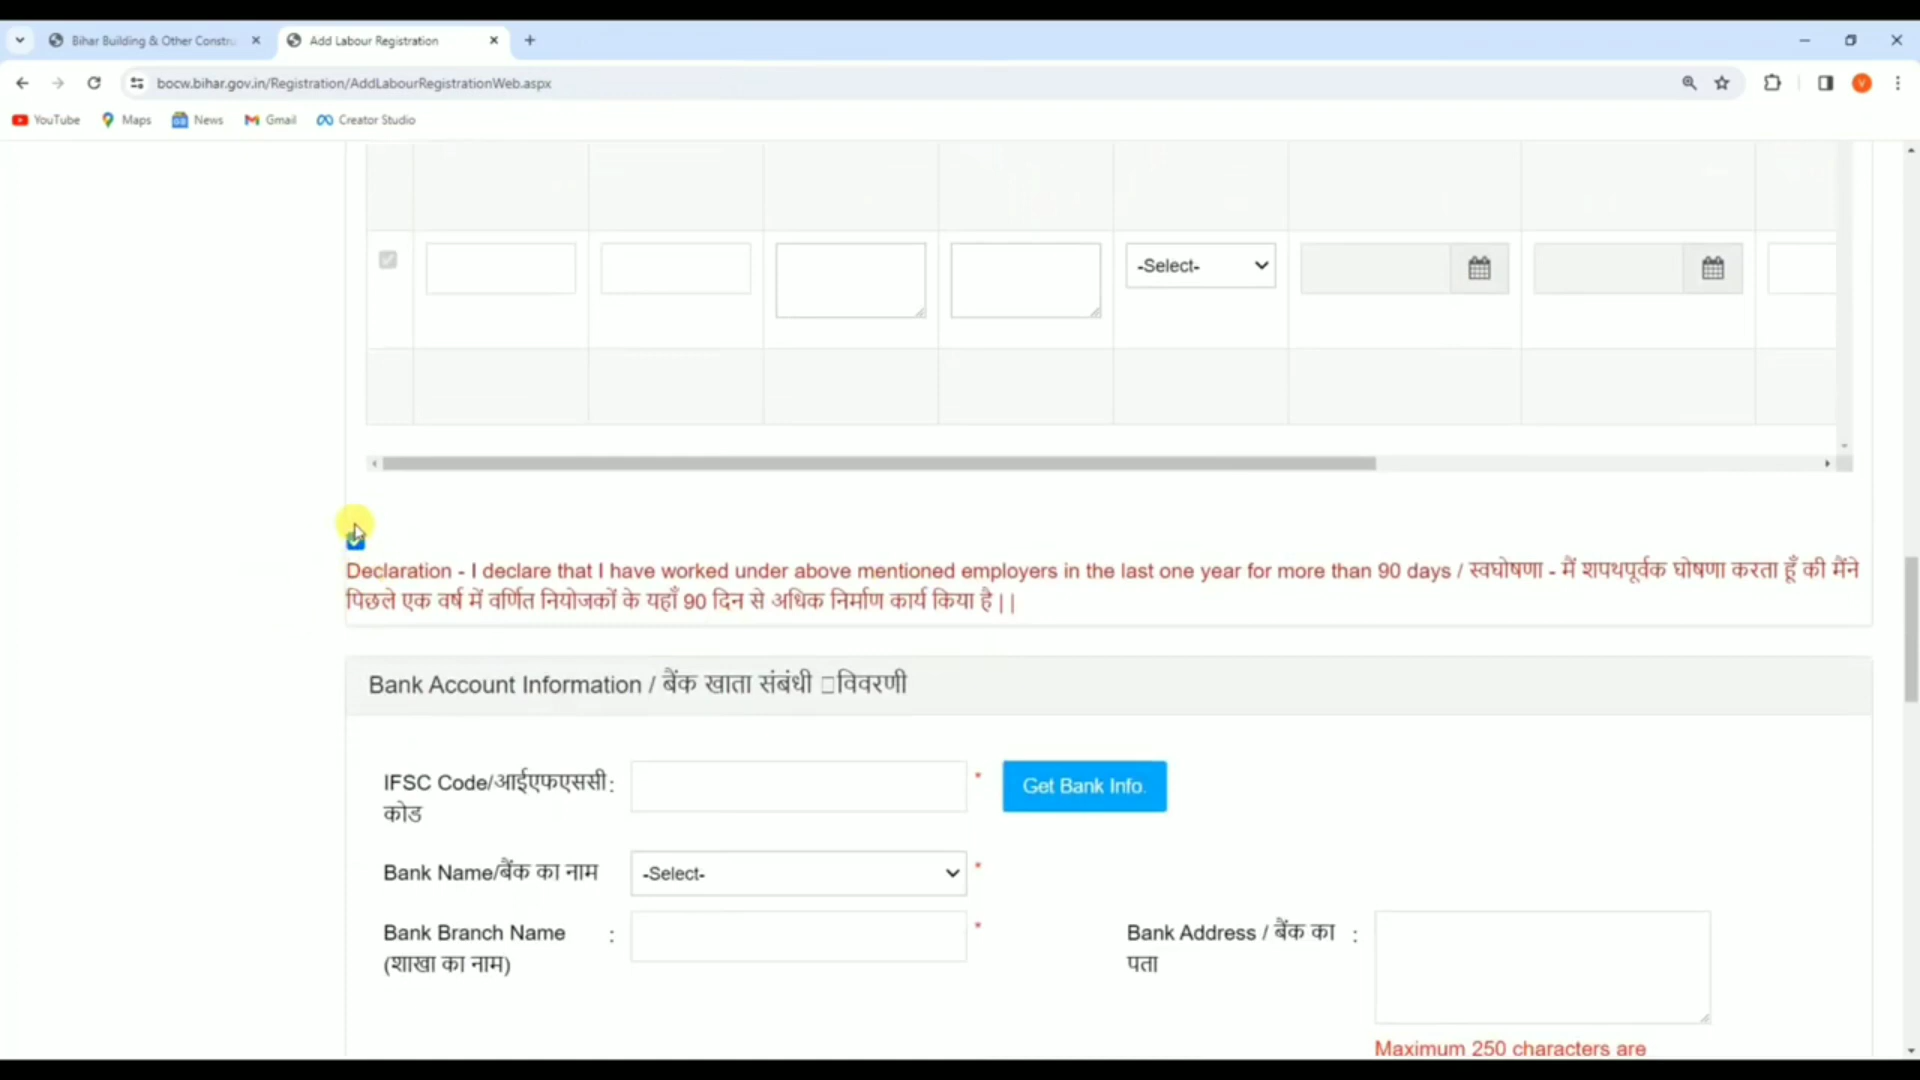 Bihar Building & Other Constru
Add Labour Registration
bocw.bihar.gov.in/Registration/AddLabourRegistrationWeb.aspx
YouTube Maps News Gmail Creator Studio
-Select-
Declaration - I declare that I have worked under above mentioned employers in the last one year for more than 90 days / स्वघोषणा - मैं शपथपूर्वक घोषणा करता हूँ की मैंने
पिछले एक वर्ष में वर्णित नियोजकों के यहाँ 90 दिन से अधिक निर्माण कार्य किया है | |
Bank Account Information / बैंक खाता संबंधी विवरणी
IFSC Code/आईएफएससी :
कोड
*
Get Bank Info.
Bank Name/बैंक का नाम
-Select-
*
Bank Branch Name :
(शाखा का नाम)
*
Bank Address / बैंक का :
पता
Maximum 250 characters are